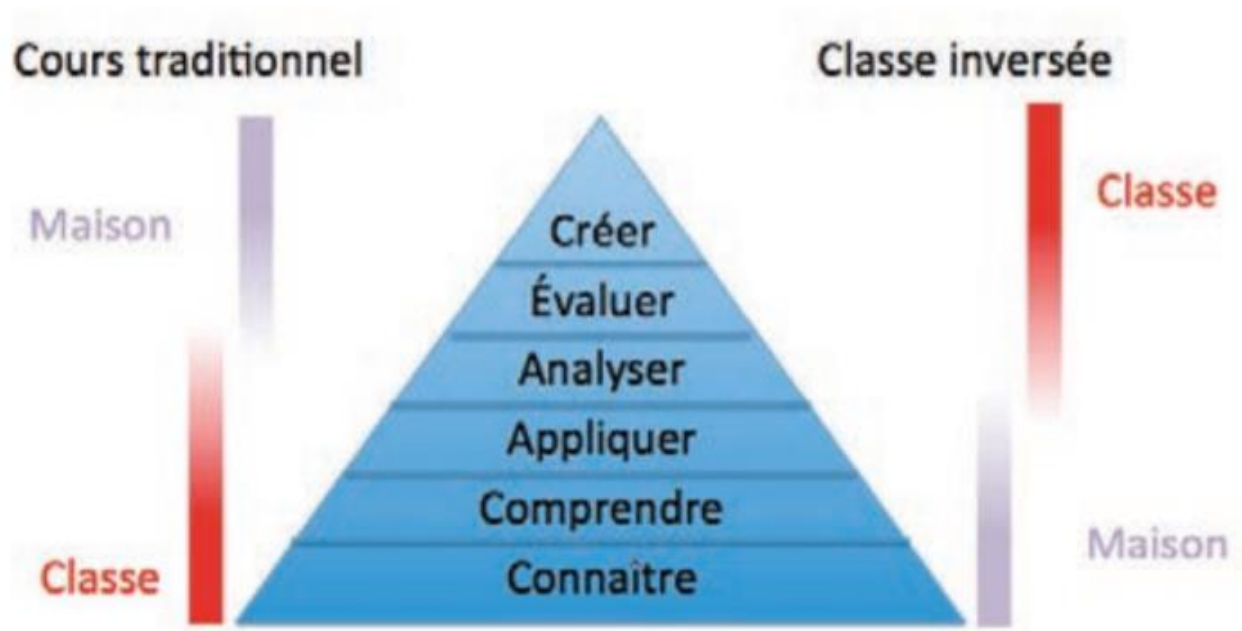 Cours traditionnel
Classe inversée
Maison
Classe
Créer
Évaluer
Analyser
Appliquer
Comprendre
Connaître
Classe
Maison